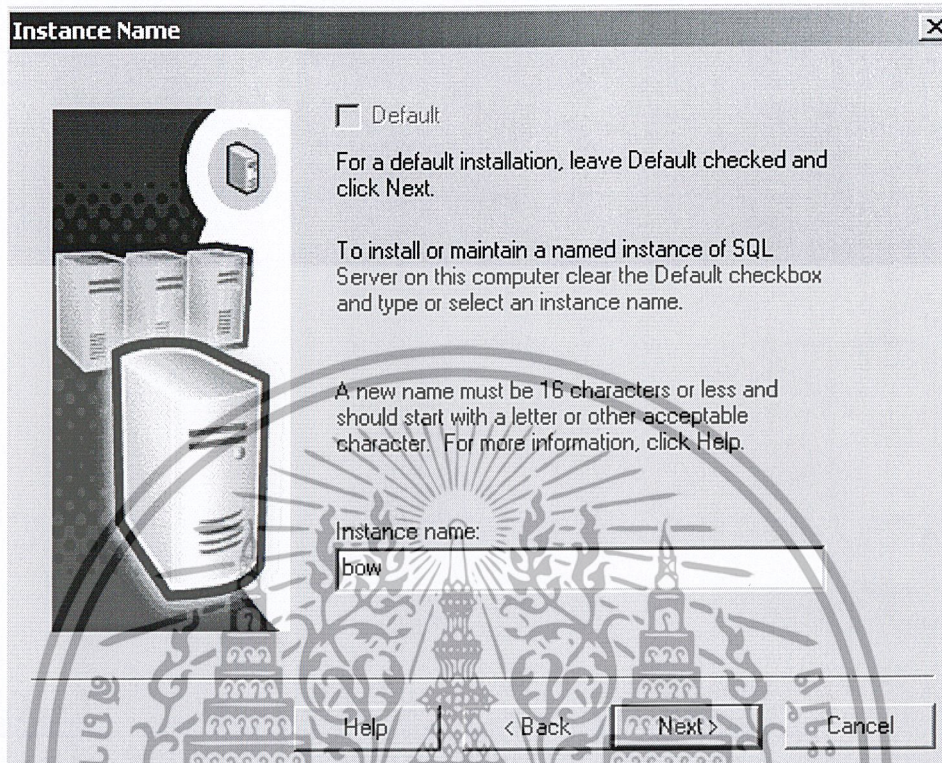 Instance Name
Default
For a default installation, leave Default checked and
click Next.
To install or maintain a named instance of SQL
Server on this computer clear the Default checkbox
and type or select an instance name.
A new name must be 16 characters or less and
should start with a letter or other acceptable
character. For more information, click Help.
Instance name:
bow
Help
< Back
Next >
Cancel